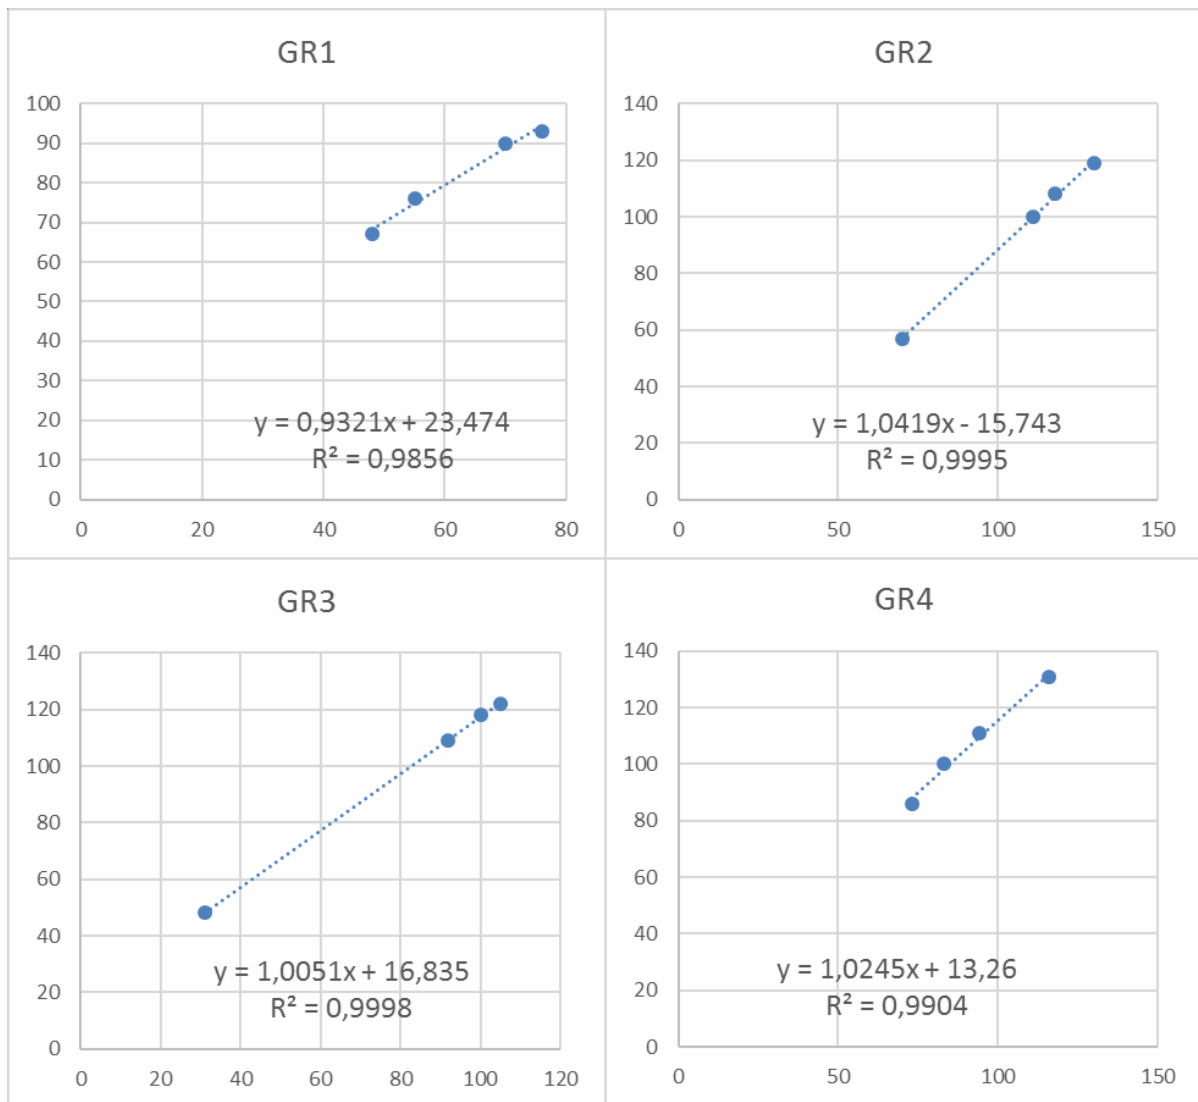 GR1
100
90
80
70
60
50
40
30
20
10
0
y = 0,9321x + 23,474
R² = 0,9856
0 20 40 60 80
GR2
140
120
100
80
60
40
20
0
y = 1,0419x - 15,743
R² = 0,9995
0 50 100 150
GR3
140
120
100
80
60
40
20
0
y = 1,0051x + 16,835
R² = 0,9998
0 20 40 60 80 100 120
GR4
140
120
100
80
60
40
20
0
y = 1,0245x + 13,26
R² = 0,9904
0 50 100 150